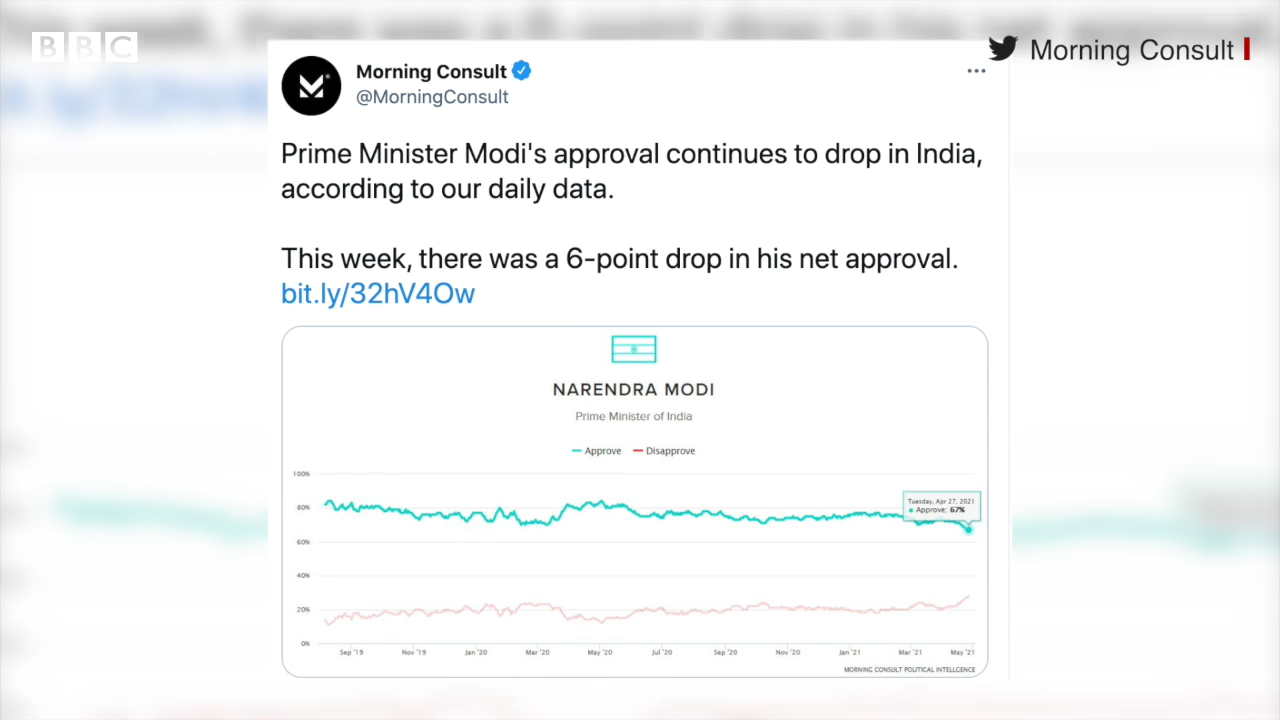 BBC
Morning Consult
Morning Consult
@MorningConsult
Prime Minister Modi's approval continues to drop in India,
according to our daily data.
This week, there was a 6-point drop in his net approval.
bit.ly/32hV4Ow
NARENDRA MODI
Prime Minister of India
Approve Disapprove
100%
80%
60%
40%
20%
0%
Tuesday, Apr 27, 2021
Approve: 67%
Sep '19 Nov '19 Jan '20 Mar '20 May '20 Jul '20 Sep '20 Nov '20 Jan '21 Mar '21 May '21
MORNING CONSULT POLITICAL INTELLGENCE